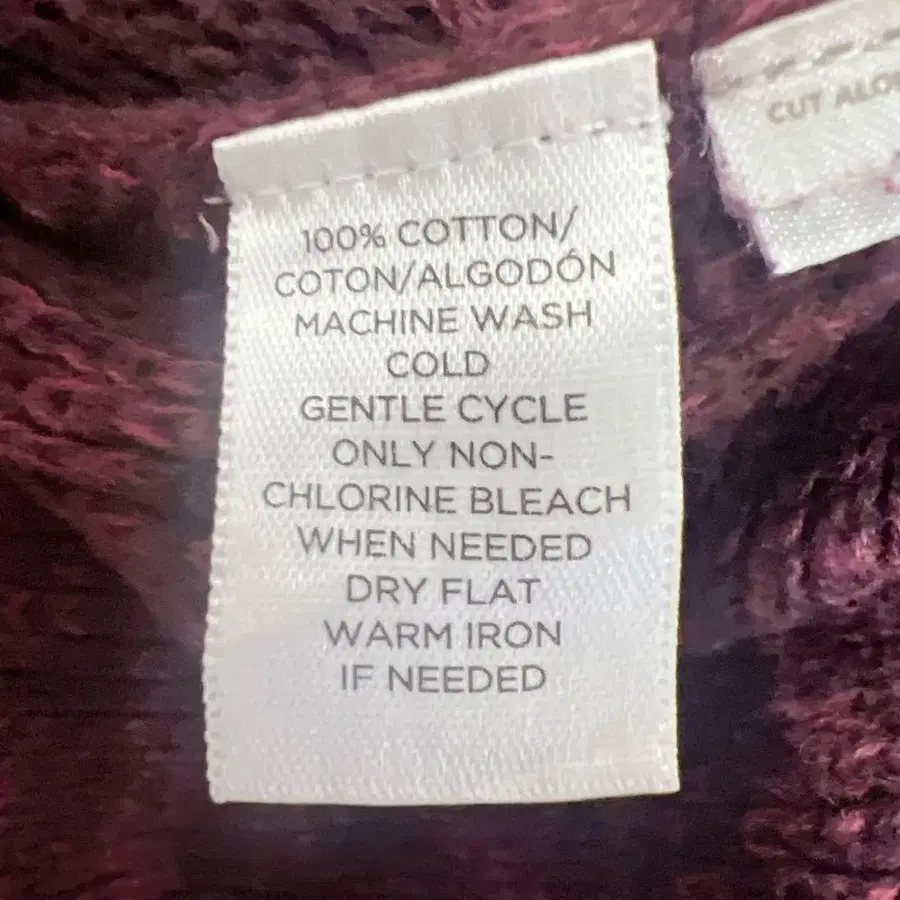 100% COTTON/
COTON/ALGODÓN
MACHINE WASH
COLD
GENTLE CYCLE
ONLY NON-
CHLORINE BLEACH
WHEN NEEDED
DRY FLAT
WARM IRON
IF NEEDED
CUT